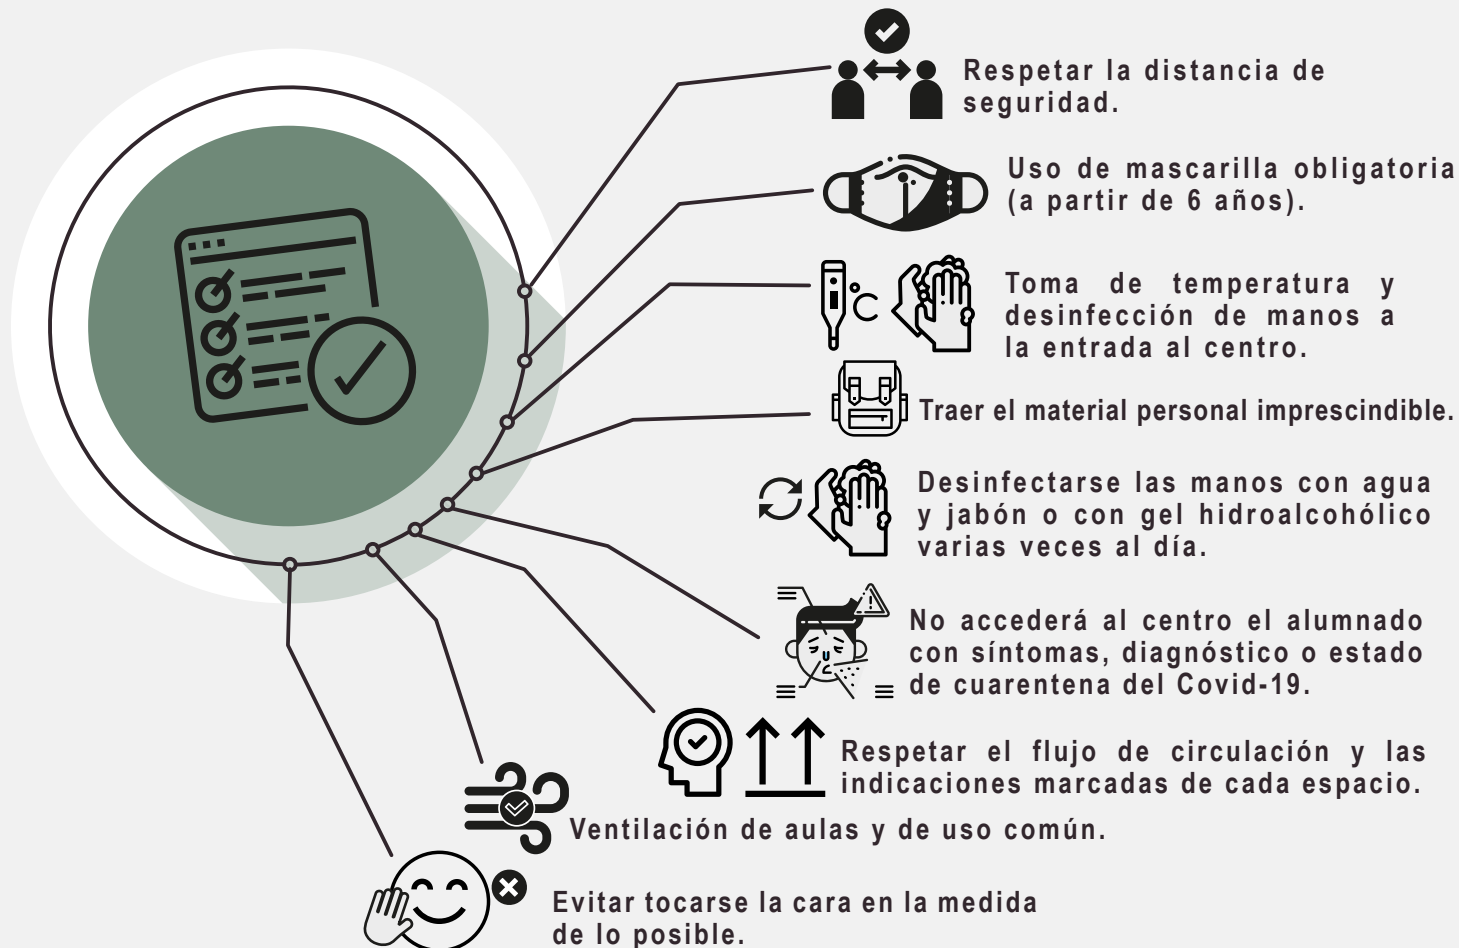 Respetar la distancia de
seguridad.
Uso de mascarilla obligatoria
(a partir de 6 años).
Toma de temperatura y
desinfección de manos a
la entrada al centro.
Traer el material personal imprescindible.
Desinfectarse las manos con agua
y jabón o con gel hidroalcohólico
varias veces al día.
No accederá al centro el alumnado
con síntomas, diagnóstico o estado
de cuarentena del Covid-19.
Respetar el flujo de circulación y las
indicaciones marcadas de cada espacio.
Ventilación de aulas y de uso común.
Evitar tocarse la cara en la medida
de lo posible.